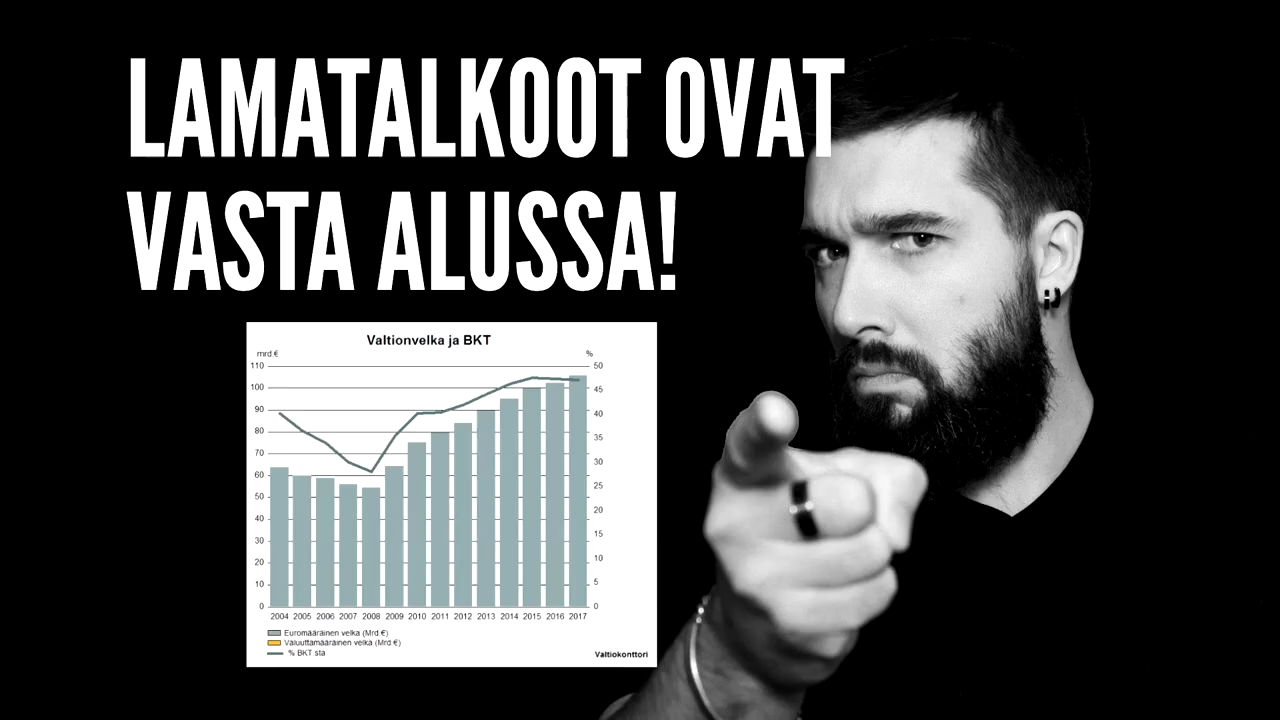 LAMATALKOOT OVAT
VASTA ALUSSA!
Valtionvelka ja BKT
mrd € %
110 50
100 45
90 40
80 35
70 30
60 25
50 20
40 15
30 10
20 5
10 0
0
2004 2005 2006 2007 2008 2009 2010 2011 2012 2013 2014 2015 2016 2017
Euromääräinen velka (Mrd €)
Valuuttamääräinen velka (Mrd €)
% BKT sta
Valtiokonttori